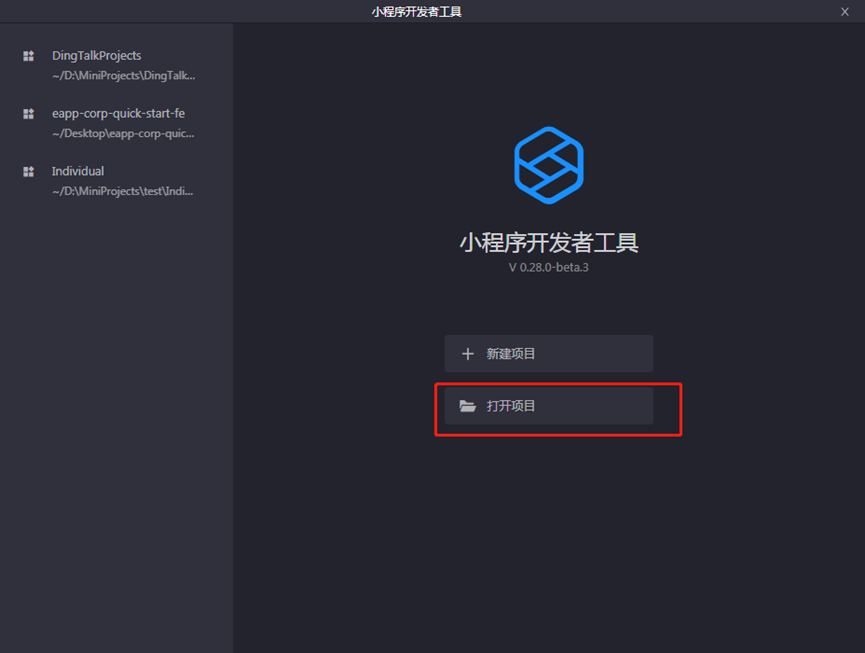 小程序开发者工具
DingTalkProjects
~/D:\MiniProjects\DingTalk...
eapp-corp-quick-start-fe
~/Desktop\eapp-corp-quic...
Individual
~/D:\MiniProjects\test\Indi...
小程序开发者工具
V 0.28.0-beta.3
新建项目
打开项目